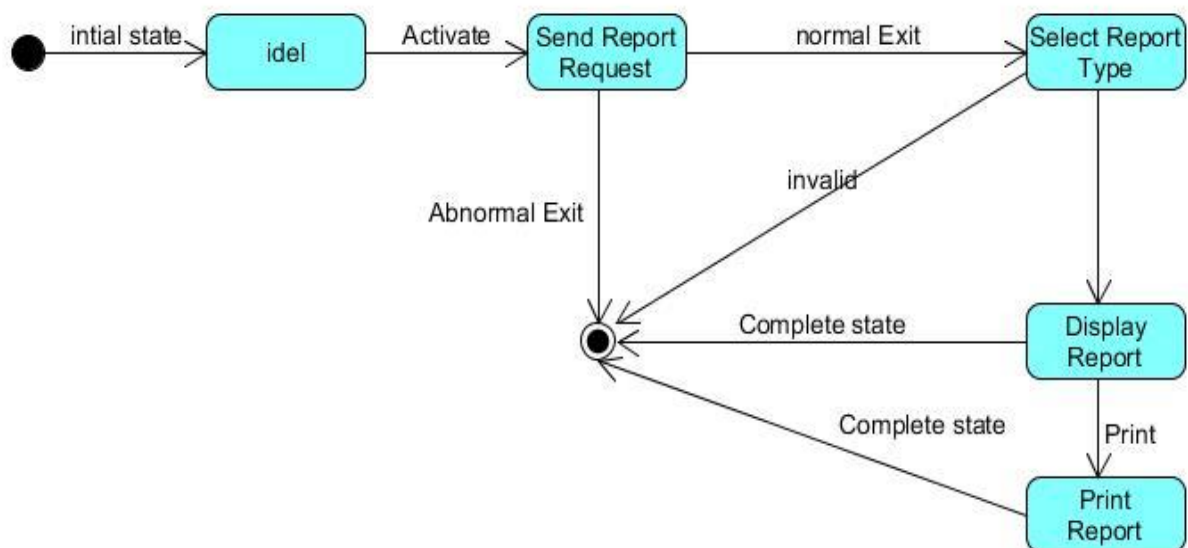 intial state
idel
Activate
Send Report
Request
normal Exit
Select Report
Type
invalid
Abnormal Exit
Complete state
Display
Report
Complete state
Print
Print
Report